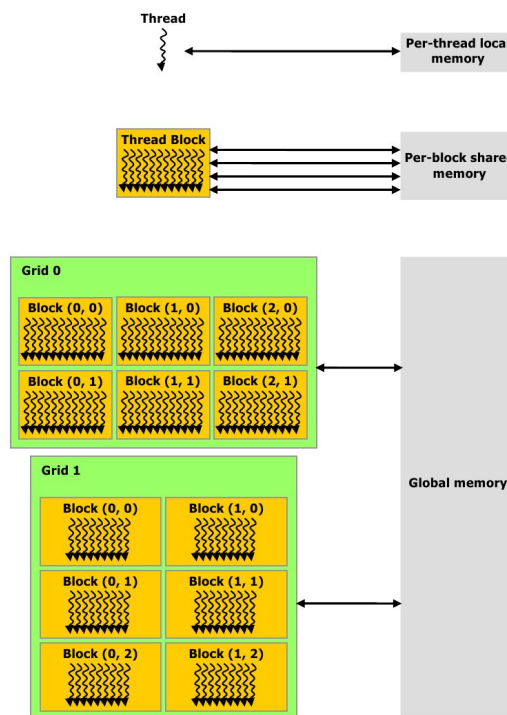 Thread
Per-thread local
memory
Thread Block
Per-block share
memory
Grid 0
Block (0, 0)
Block (1, 0)
Block (2, 0)
Block (0, 1)
Block (1, 1)
Block (2, 1)
Global memory
Grid 1
Block (0, 0)
Block (1, 0)
Block (0, 1)
Block (1, 1)
Block (0, 2)
Block (1, 2)